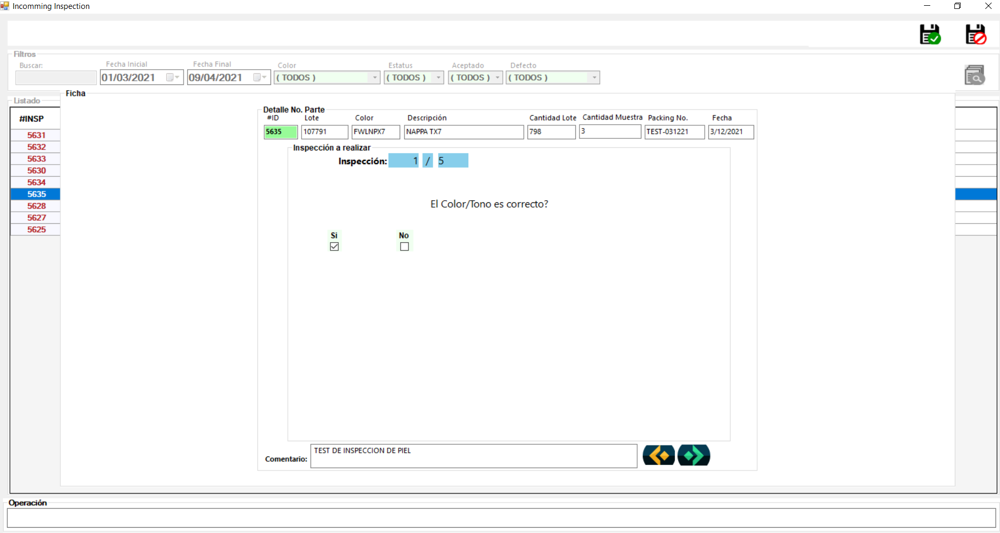 Incomming Inspection
Filtros
Buscar: Fecha Inicial Fecha Final Color Estatus Aceptado Defecto
01/03/2021 09/04/2021 ( TODOS ) ( TODOS ) ( TODOS ) ( TODOS )
Ficha
Listado
#INSP
5631
5632
5633
5630
5634
5635
5628
5627
5625
Detalle No. Parte
#ID Lote Color Descripción Cantidad Lote Cantidad Muestra Packing No. Fecha
5635 107791 FWLNPX7 NAPPA TX7 798 3 TEST-031221 3/12/2021
Inspección a realizar
Inspección: 1 / 5
El Color/Tono es correcto?
Si No
Comentario: TEST DE INSPECCION DE PIEL
Operación